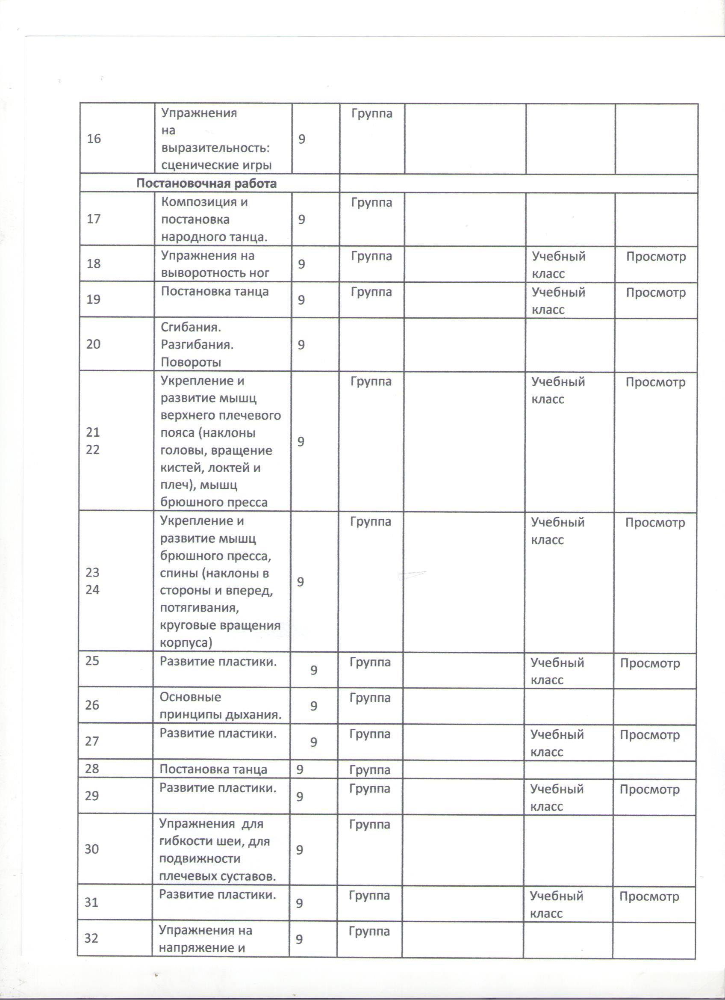 16
Упражнения
на
выразительность:
сценические игры
9
Группа
Постановочная работа
17
Композиция и
постановка
народного танца.
9
Группа
18
Упражнения на
выворотность ног
9
Группа
Учебный
класс
Просмотр
19
Постановка танца
9
Группа
Учебный
класс
Просмотр
20
Сгибания.
Разгибания.
Повороты
9
21
22
Укрепление и
развитие мышц
верхнего плечевого
пояса (наклоны
головы, вращение
кистей, локтей и
плеч), мышц
брюшного пресса
9
Группа
Учебный
класс
Просмотр
23
24
Укрепление и
развитие мышц
брюшного пресса,
спины (наклоны в
стороны и вперед,
потягивания,
круговые вращения
корпуса)
9
Группа
Учебный
класс
Просмотр
25
Развитие пластики.
9
Группа
Учебный
класс
Просмотр
26
Основные
принципы дыхания.
9
Группа
27
Развитие пластики.
9
Группа
Учебный
класс
Просмотр
28
Постановка танца
9
Группа
29
Развитие пластики.
9
Группа
Учебный
класс
Просмотр
30
Упражнения для
гибкости шеи, для
подвижности
плечевых суставов.
9
Группа
31
Развитие пластики.
9
Группа
Учебный
класс
Просмотр
32
Упражнения на
напряжение и
9
Группа